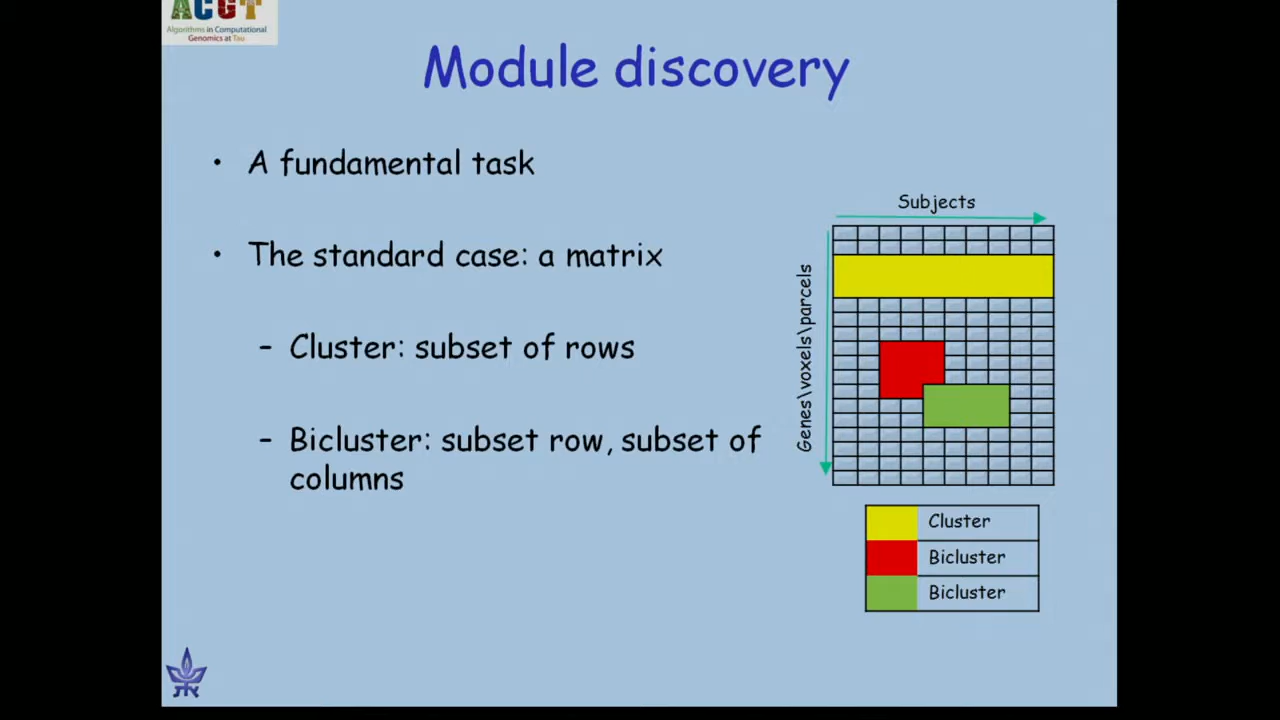 ACGT
Algorithms in Computational
Genomics at Tau
Module discovery
• A fundamental task
• The standard case: a matrix
– Cluster: subset of rows
– Bicluster: subset row, subset of
columns
Subjects
Genes\voxels\parcels
Cluster
Bicluster
Bicluster